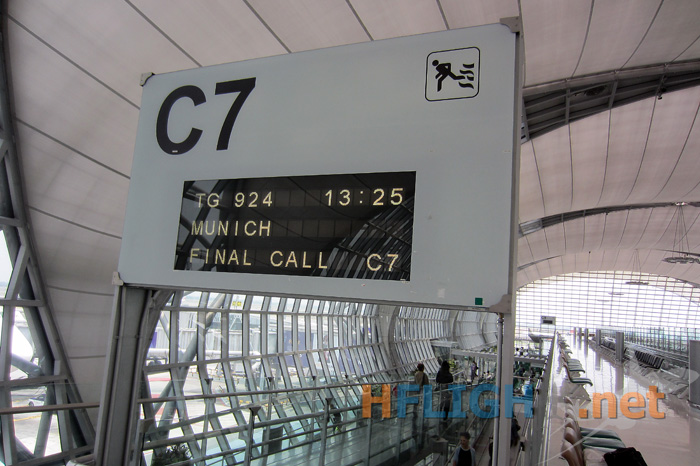 C7
TG 924 13:25
MUNICH
FINAL CALL C7
HFLIGHT.net